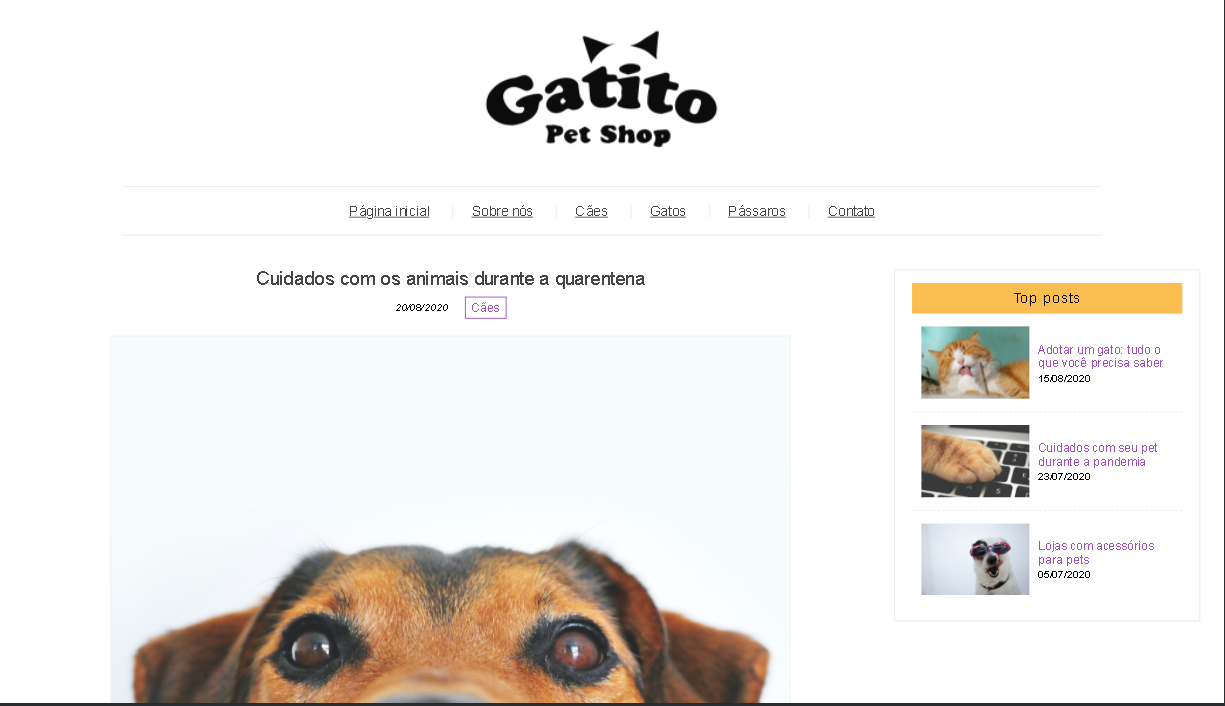 Gatito
Pet Shop
Página inicial
Sobre nós
Cães
Gatos
Pássaros
Contato
Cuidados com os animais durante a quarentena
20/08/2020
Cães
Top posts
Adotar um gato: tudo o
que você precisa saber
15/08/2020
Cuidados com seu pet
durante a pandemia
23/07/2020
Lojas com acessórios
para pets
05/07/2020